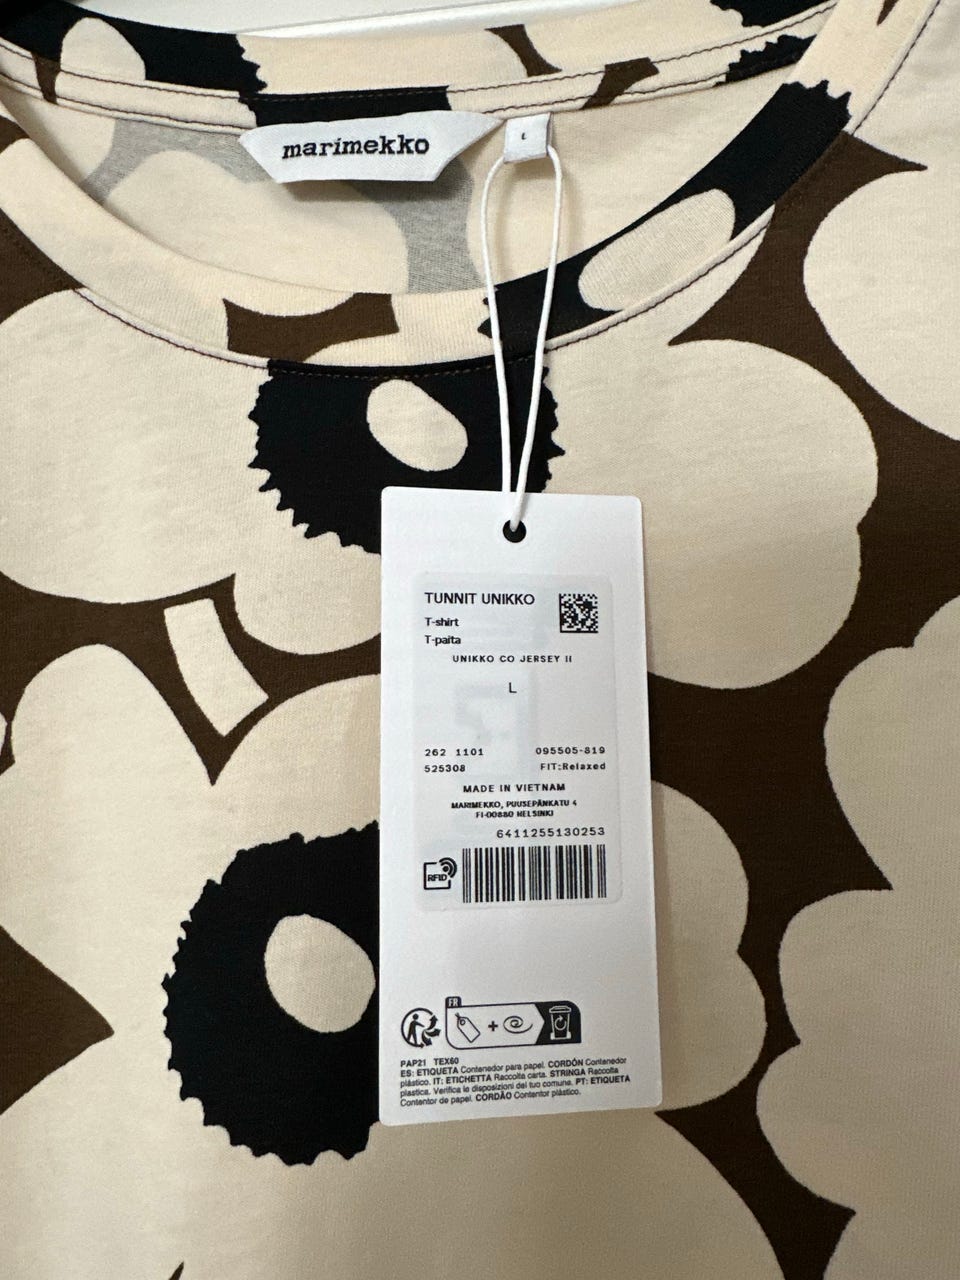 marimekko
L
TUNNIT UNIKKO
T-shirt
T-paita
UNIKKO CO JERSEY II
L
262 1101 095505-819
525308 FIT:Relaxed
MADE IN VIETNAM
MARIMEKKO, PUUSEPÄNKATU 4
FI-00880 HELSINKI
6411255130253
RFID
FR
PAP21 TEX60
ES: ETIQUETA Contenedor para papel. CORDÓN Contenedor
plástico. IT: ETICHETTA Raccolta carta. STRINGA Raccolta
plastica. Verifica le disposizioni del tuo comune. PT: ETIQUETA
Contentor de papel. CORDÃO Contentor plástico.